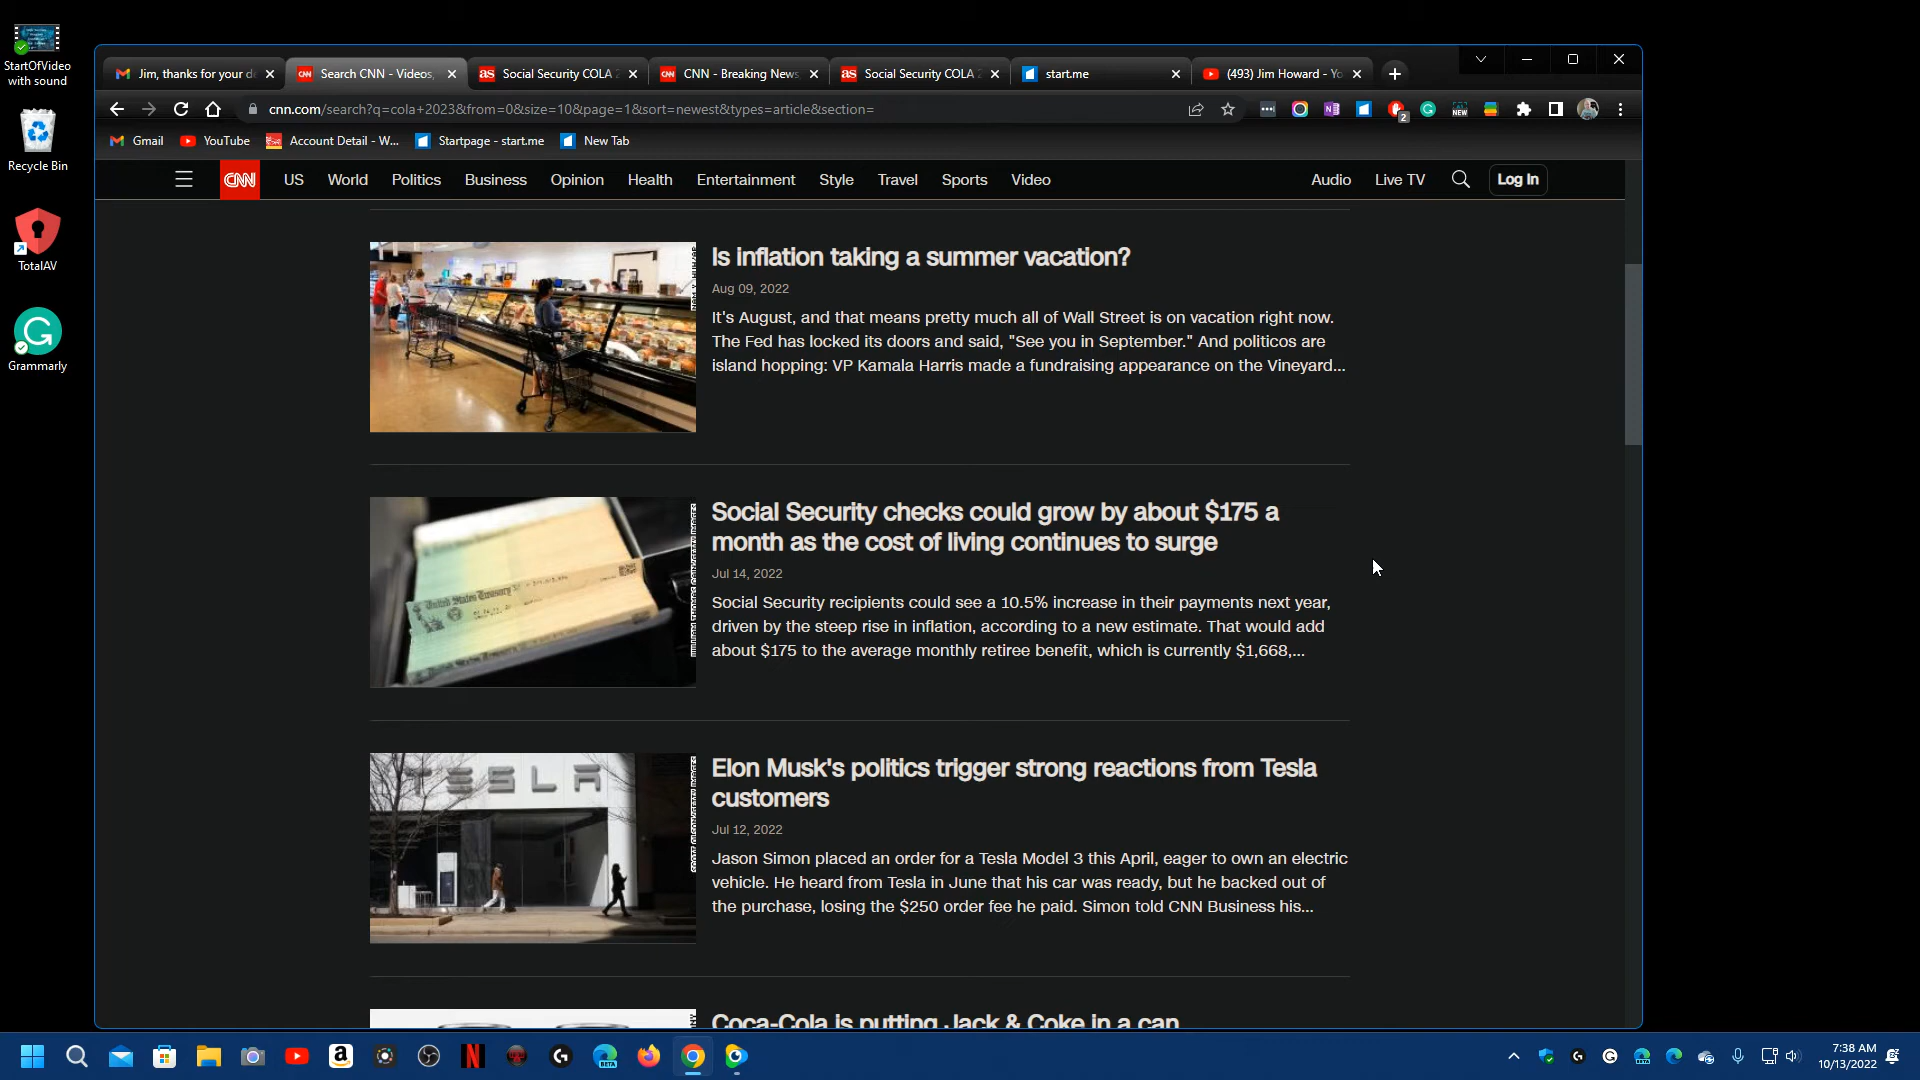 StartOfVideo
with sound
Recycle Bin
TotalAV
Grammarly
Jim, thanks for your de
Search CNN - Videos,
Social Security COLA 2
CNN - Breaking News,
Social Security COLA 2
start.me
(493) Jim Howard - Yo
cnn.com/search?q=cola+2023&from=0&size=10&page=1&sort=newest&types=article&section=
NEW
2
Gmail
YouTube
Account Detail - W...
Startpage - start.me
New Tab
CNN
US
World
Politics
Business
Opinion
Health
Entertainment
Style
Travel
Sports
Video
Audio
Live TV
Log In
Is inflation taking a summer vacation?
Aug 09, 2022
It's August, and that means pretty much all of Wall Street is on vacation right now.
The Fed has locked its doors and said, "See you in September." And politicos are
island hopping: VP Kamala Harris made a fundraising appearance on the Vineyard...
Social Security checks could grow by about $175 a
month as the cost of living continues to surge
Jul 14, 2022
Social Security recipients could see a 10.5% increase in their payments next year,
driven by the steep rise in inflation, according to a new estimate. That would add
about $175 to the average monthly retiree benefit, which is currently $1,668,...
United States Treasury
TESLA
Elon Musk's politics trigger strong reactions from Tesla
customers
Jul 12, 2022
Jason Simon placed an order for a Tesla Model 3 this April, eager to own an electric
vehicle. He heard from Tesla in June that his car was ready, but he backed out of
the purchase, losing the $250 order fee he paid. Simon told CNN Business his...
Coca-Cola is putting Jack & Coke in a can
7:38 AM
10/13/2022